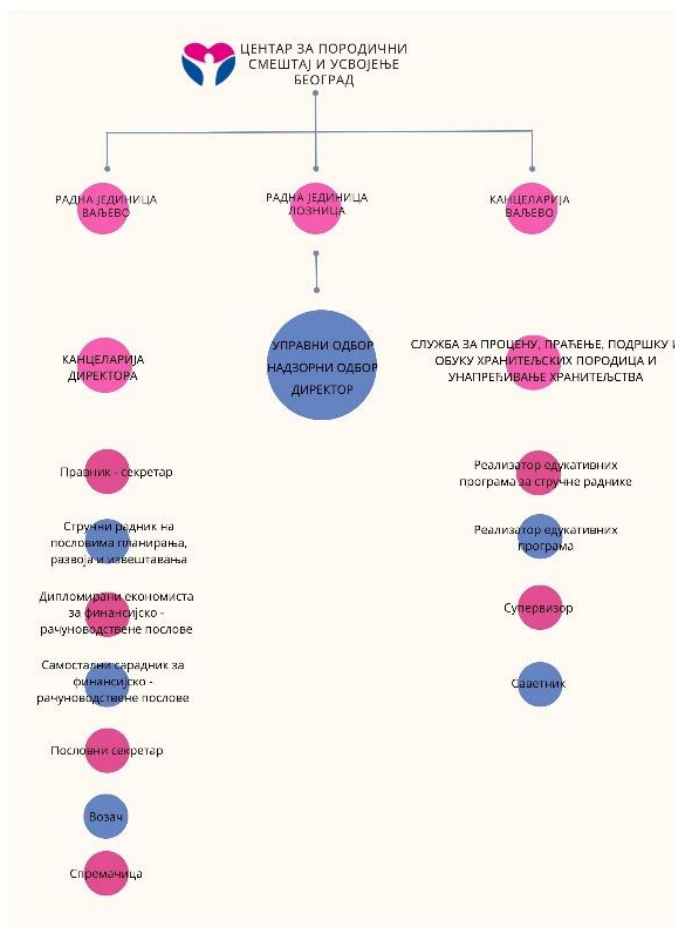 ЦЕНТАР ЗА ПОРОДИЧНИ
СМЕШТАЈ И УСВОЈЕЊЕ
БЕОГРАД
РАДНА ЈЕДИНИЦА
ВАЉЕВО
РАДНА ЈЕДИНИЦА
ЛОЗНИЦА
КАНЦЕЛАРИЈА
ВАЉЕВО
КАНЦЕЛАРИЈА
ДИРЕКТОРА
УПРАВНИ ОДБОР
НАДЗОРНИ ОДБОР
ДИРЕКТОР
СЛУЖБА ЗА ПРОЦЕНУ, ПРАЋЕЊЕ, ПОДРШКУ И
ОБУКУ ХРАНИТЕЉСКИХ ПОРОДИЦА И
УНАПРЕЂИВАЊЕ ХРАНИТЕЉСТВА
Правник - секретар
Стручни радник на
пословима планирања,
развоја и извештавања
Дипломирани економиста
за финансијско -
рачуноводствене послове
Самостални сарадник за
финансијско -
рачуноводствене послове
Пословни секретар
Возач
Спремачица
Реализатор едукативних
програма за стручне раднике
Реализатор едукативних
програма
Супервизор
Саветник